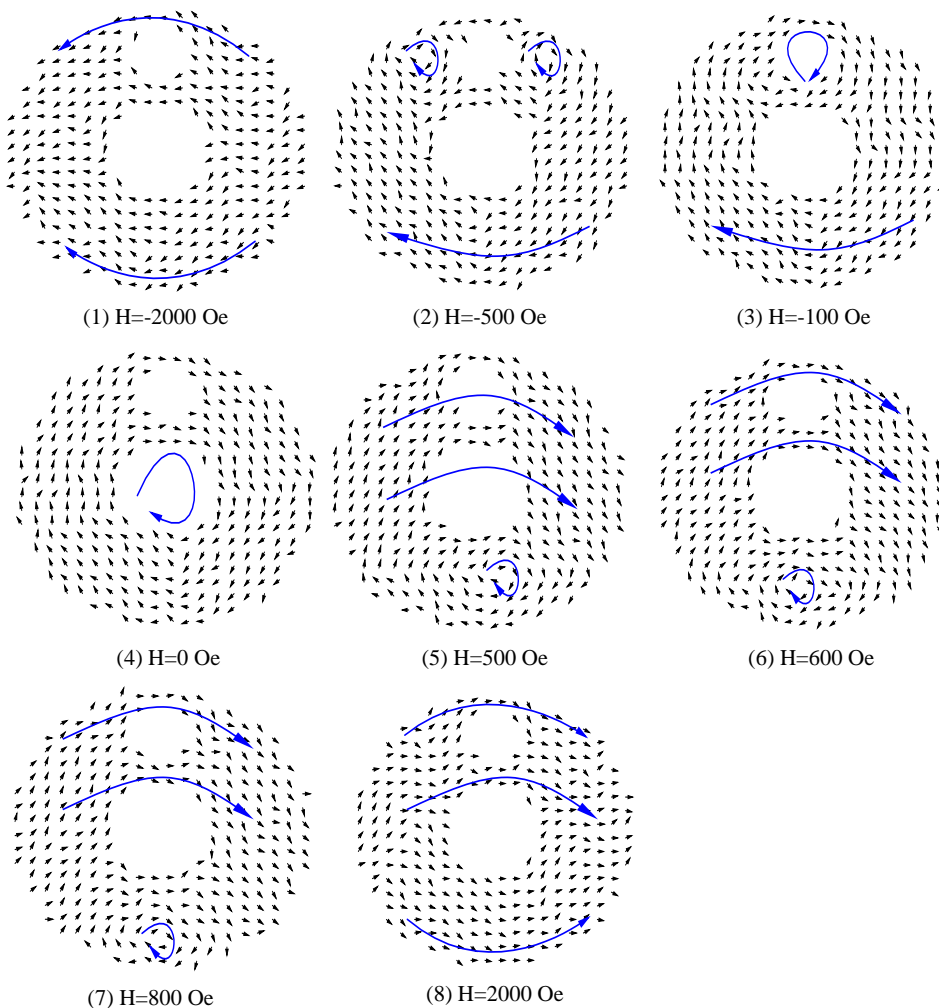 (1) H=-2000 Oe
(2) H=-500 Oe
(3) H=-100 Oe
(4) H=0 Oe
(5) H=500 Oe
(6) H=600 Oe
(7) H=800 Oe
(8) H=2000 Oe